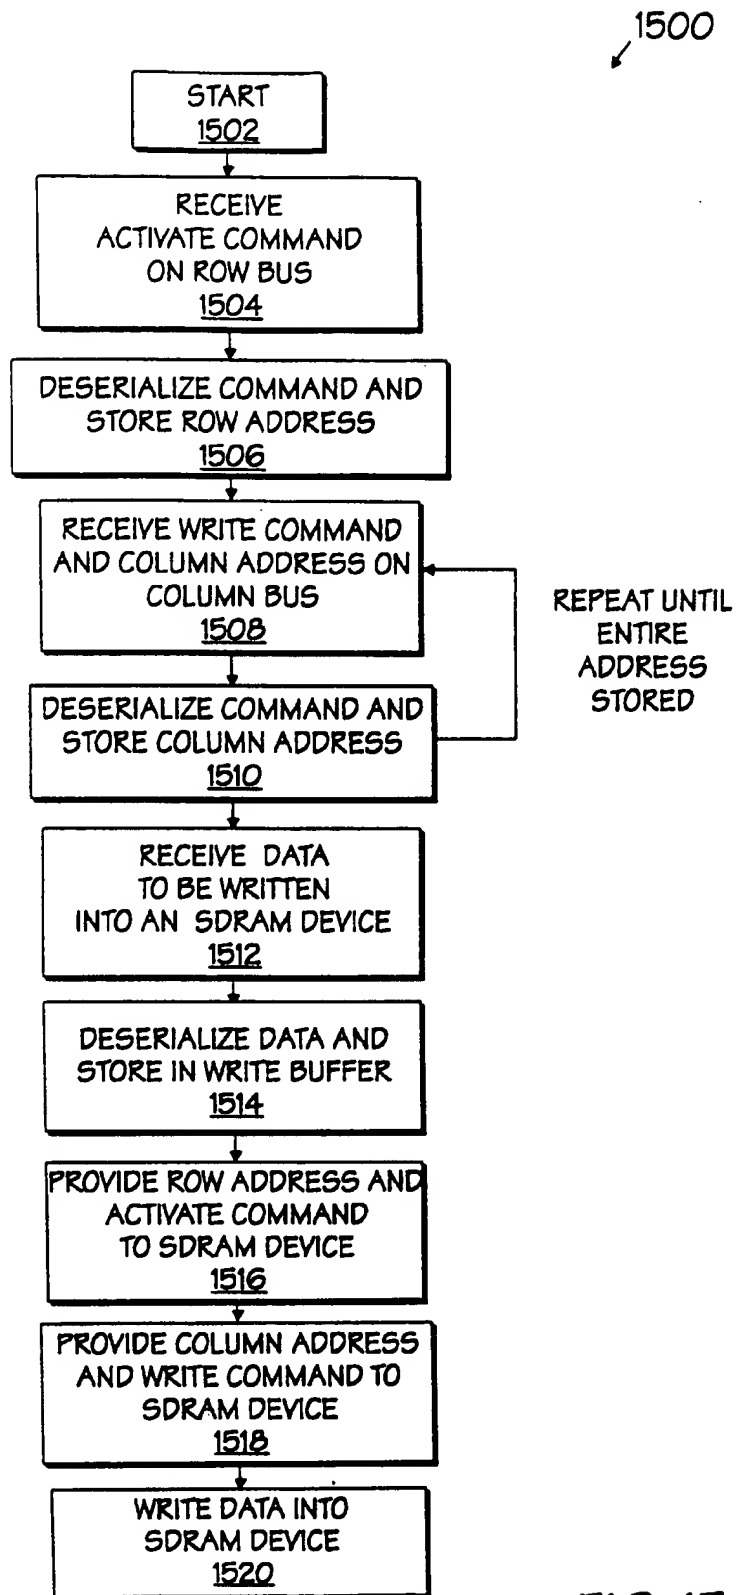 1500
START
1502
RECEIVE
ACTIVATE COMMAND
ON ROW BUS
1504
DESERIALIZE COMMAND AND
STORE ROW ADDRESS
1506
RECEIVE WRITE COMMAND
AND COLUMN ADDRESS ON
COLUMN BUS
1508
REPEAT UNTIL
ENTIRE
ADDRESS
STORED
DESERIALIZE COMMAND AND
STORE COLUMN ADDRESS
1510
RECEIVE DATA
TO BE WRITTEN
INTO AN SDRAM DEVICE
1512
DESERIALIZE DATA AND
STORE IN WRITE BUFFER
1514
PROVIDE ROW ADDRESS AND
ACTIVATE COMMAND
TO SDRAM DEVICE
1516
PROVIDE COLUMN ADDRESS
AND WRITE COMMAND TO
SDRAM DEVICE
1518
WRITE DATA INTO
SDRAM DEVICE
1520